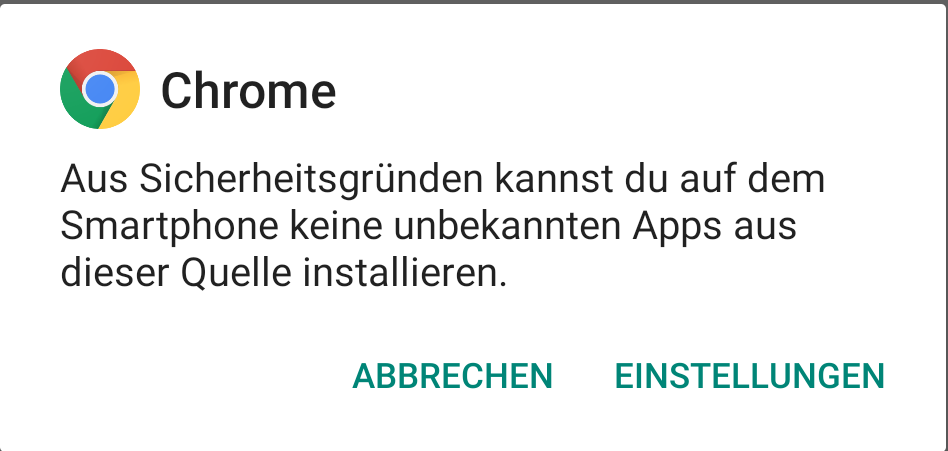 Chrome
Aus Sicherheitsgründen kannst du auf dem
Smartphone keine unbekannten Apps aus
dieser Quelle installieren.
ABBRECHEN EINSTELLUNGEN